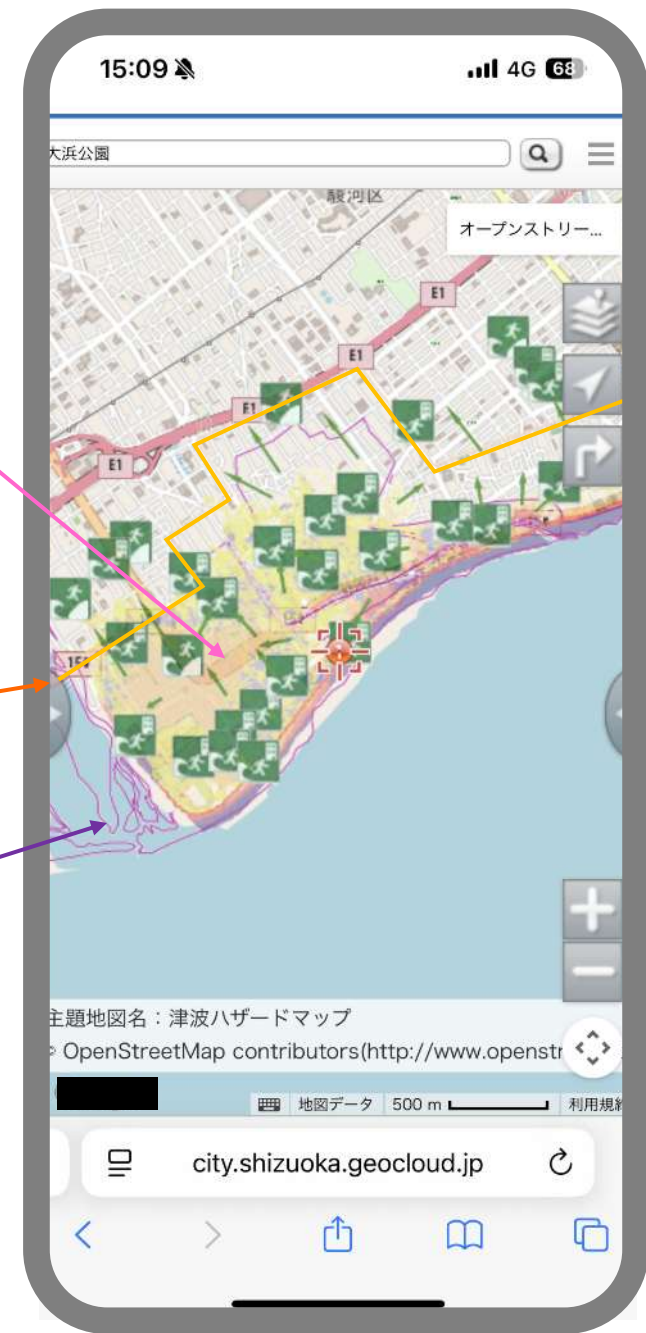 15:09
4G 68
大浜公園
駿河区
オープンストリー...
E1
E1
E1
E1
主題地図名：津波ハザードマップ
OpenStreetMap contributors(http://www.openstr
地図データ 500 m 利用規約
city.shizuoka.geocloud.jp